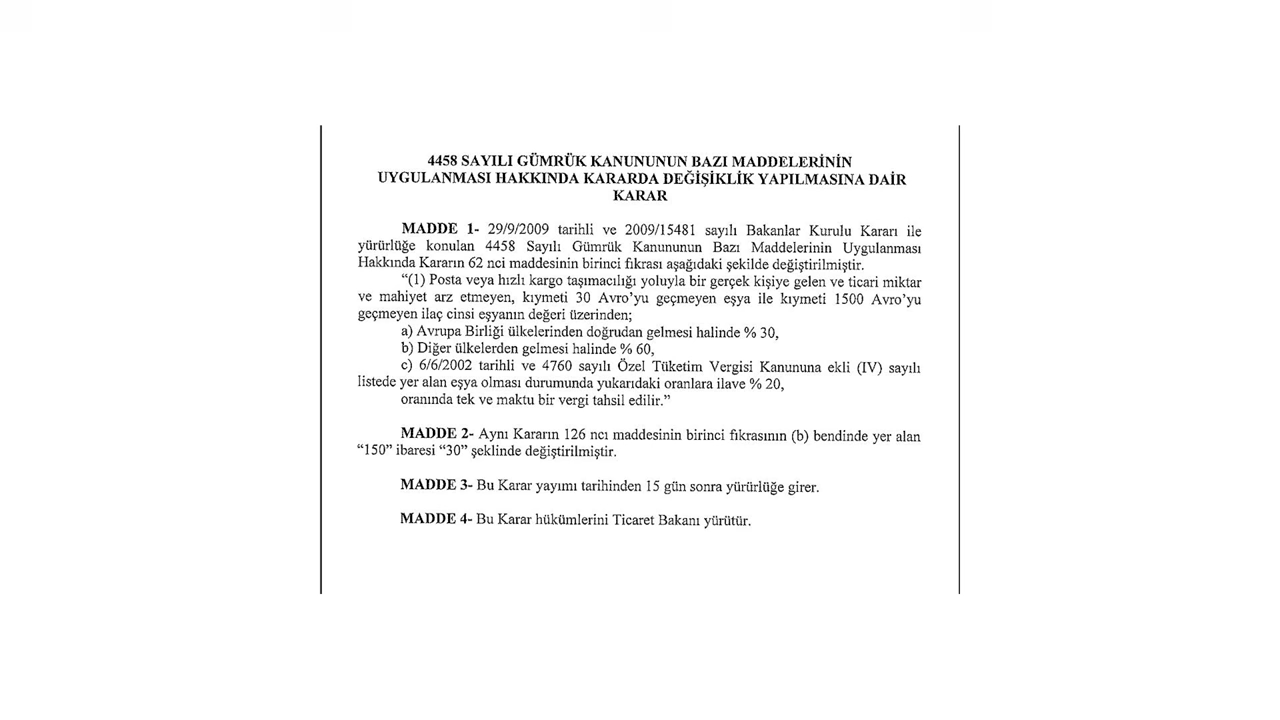 4458 SAYILI GÜMRÜK KANUNUNUN BAZI MADDELERİNİN
UYGULANMASI HAKKINDA KARARDA DEĞİŞİKLİK YAPILMASINA DAİR
KARAR
MADDE 1- 29/9/2009 tarihli ve 2009/15481 sayılı Bakanlar Kurulu Kararı ile
yürürlüğe konulan 4458 Sayılı Gümrük Kanununun Bazı Maddelerinin Uygulanması
Hakkında Kararın 62 nci maddesinin birinci fıkrası aşağıdaki şekilde değiştirilmiştir.
“(1) Posta veya hızlı kargo taşımacılığı yoluyla bir gerçek kişiye gelen ve ticari miktar
ve mahiyet arz etmeyen, kıymeti 30 Avro’yu geçmeyen eşya ile kıymeti 1500 Avro’yu
geçmeyen ilaç cinsi eşyanın değeri üzerinden;
a) Avrupa Birliği ülkelerinden doğrudan gelmesi halinde % 30,
b) Diğer ülkelerden gelmesi halinde % 60,
c) 6/6/2002 tarihli ve 4760 sayılı Özel Tüketim Vergisi Kanununa ekli (IV) sayılı
listede yer alan eşya olması durumunda yukarıdaki oranlara ilave % 20,
oranında tek ve maktu bir vergi tahsil edilir.”
MADDE 2- Aynı Kararın 126 ncı maddesinin birinci fıkrasının (b) bendinde yer alan
“150” ibaresi “30” şeklinde değiştirilmiştir.
MADDE 3- Bu Karar yayımı tarihinden 15 gün sonra yürürlüğe girer.
MADDE 4- Bu Karar hükümlerini Ticaret Bakanı yürütür.